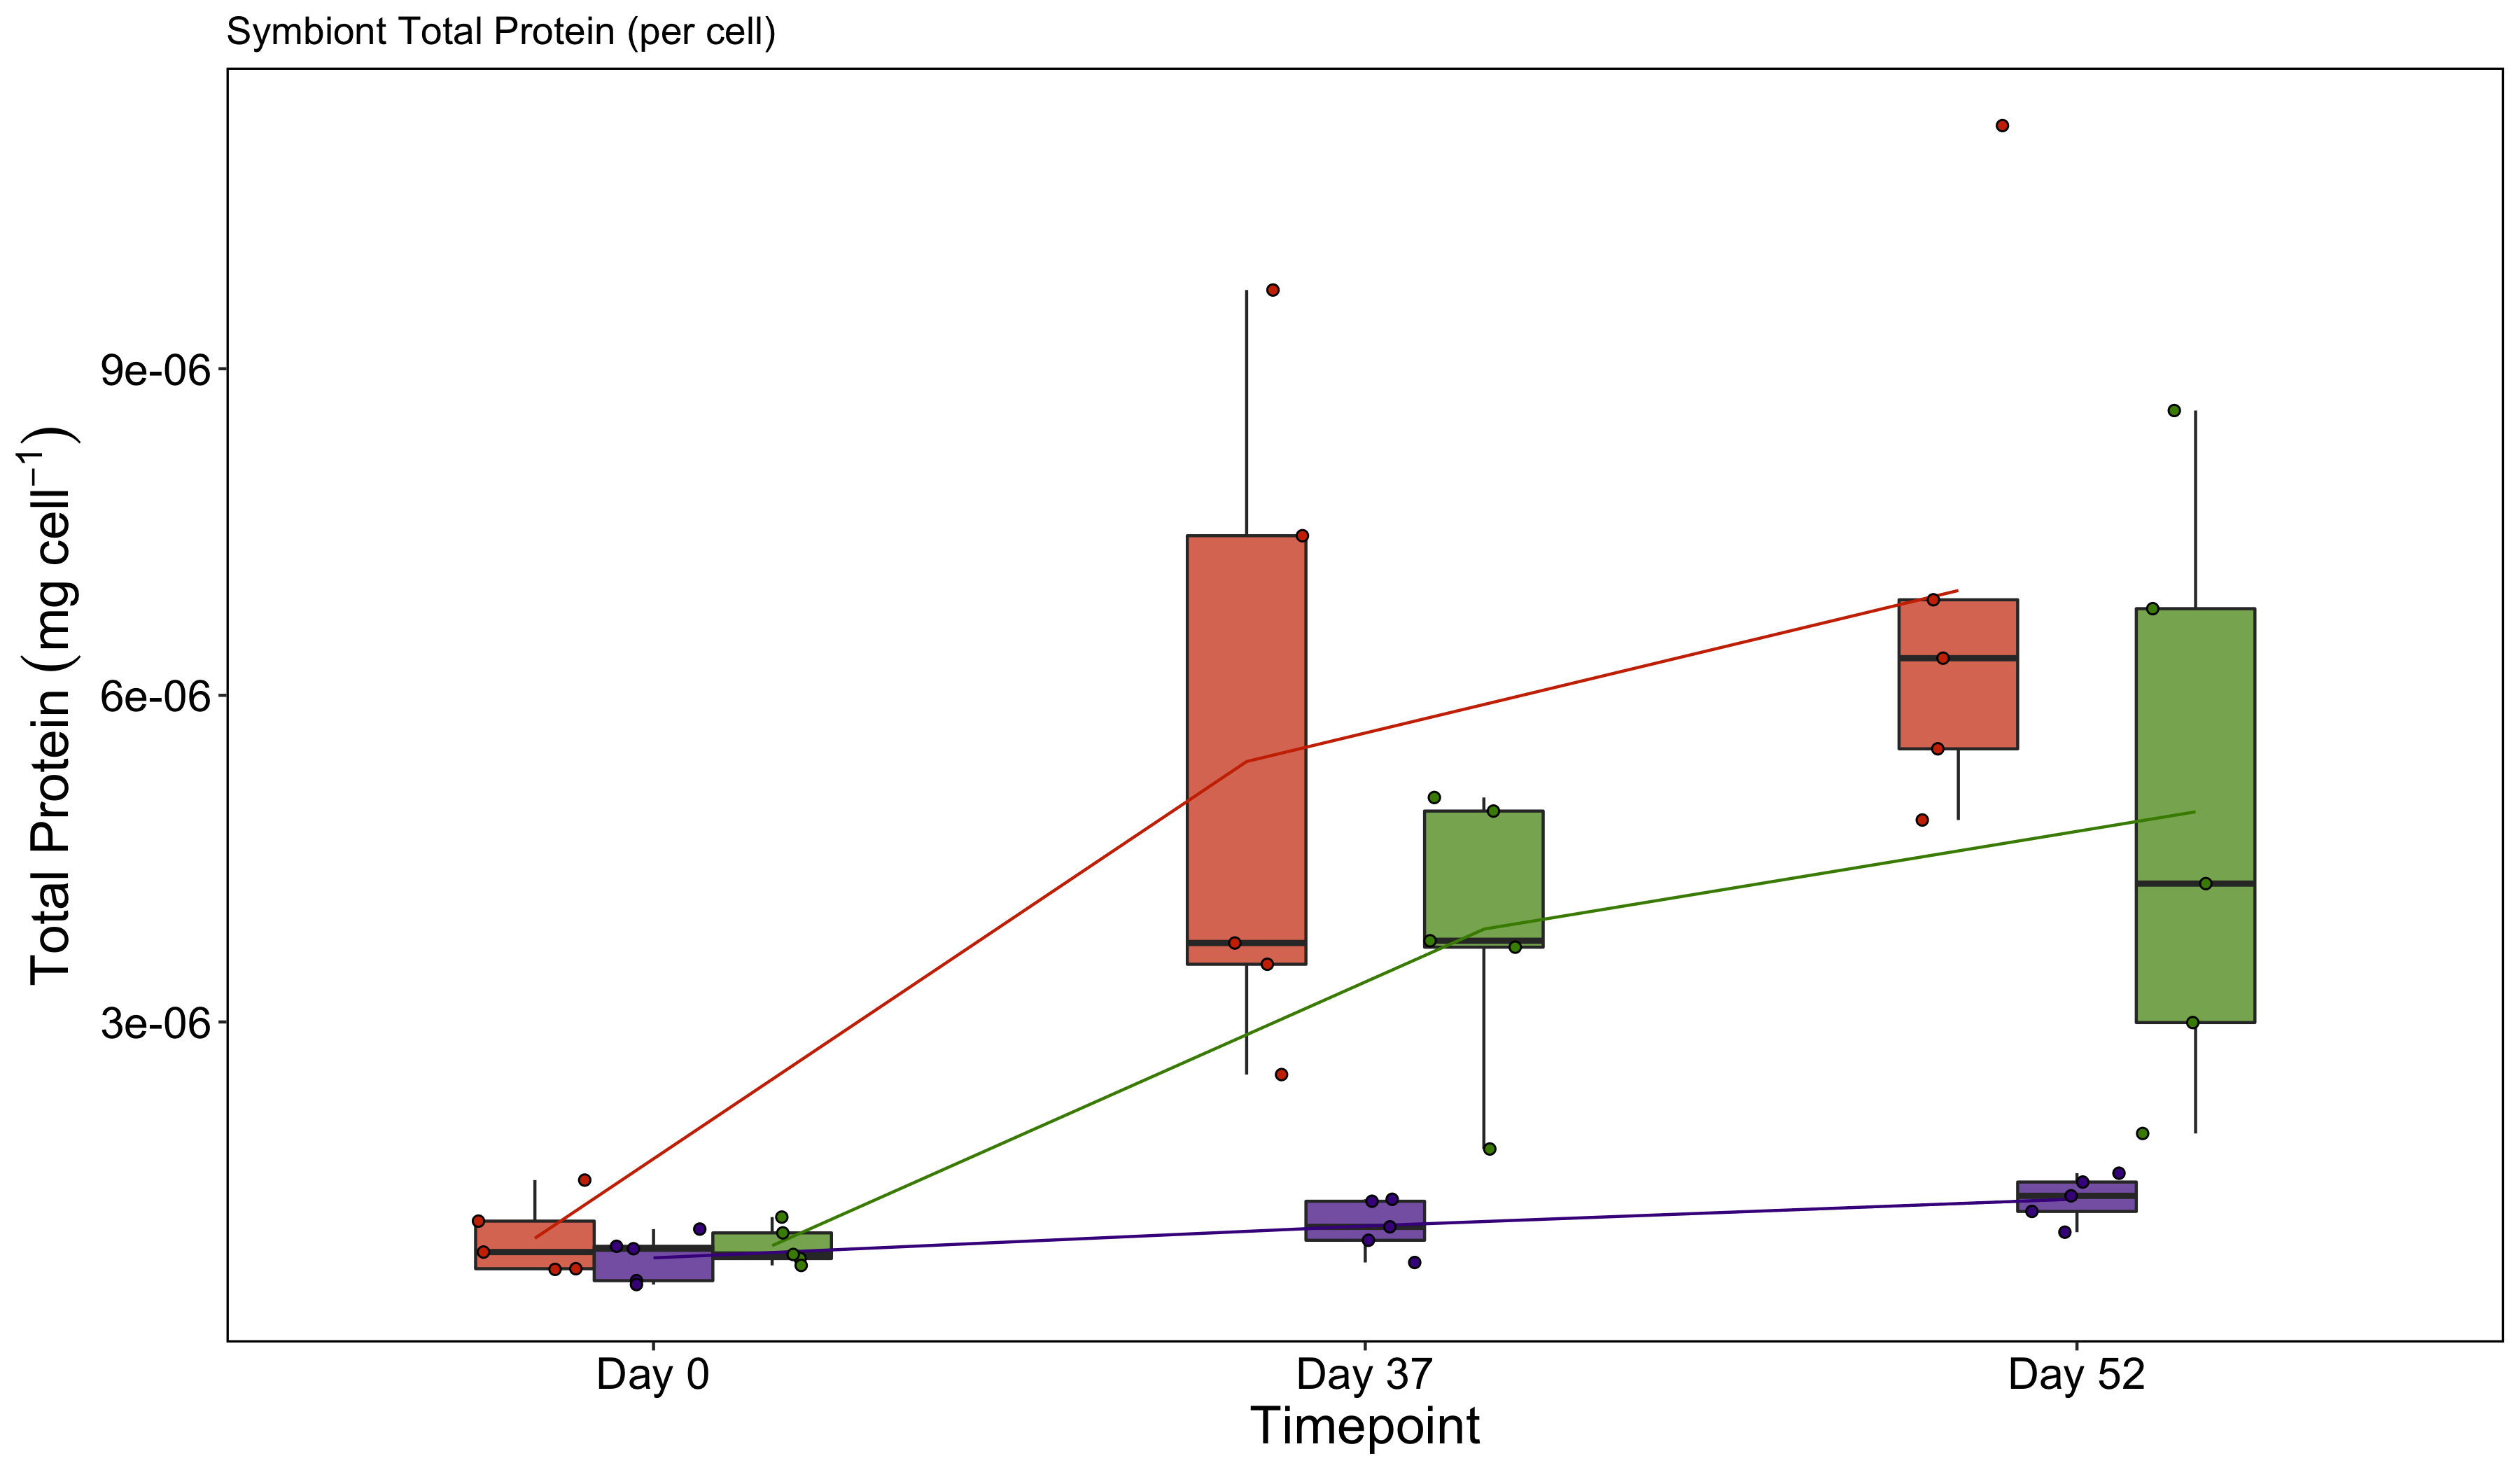 Symbiont Total Protein (per cell)
Total Protein (mg cell⁻¹)
9e-06
6e-06
3e-06
Day 0
Day 37
Day 52
Timepoint